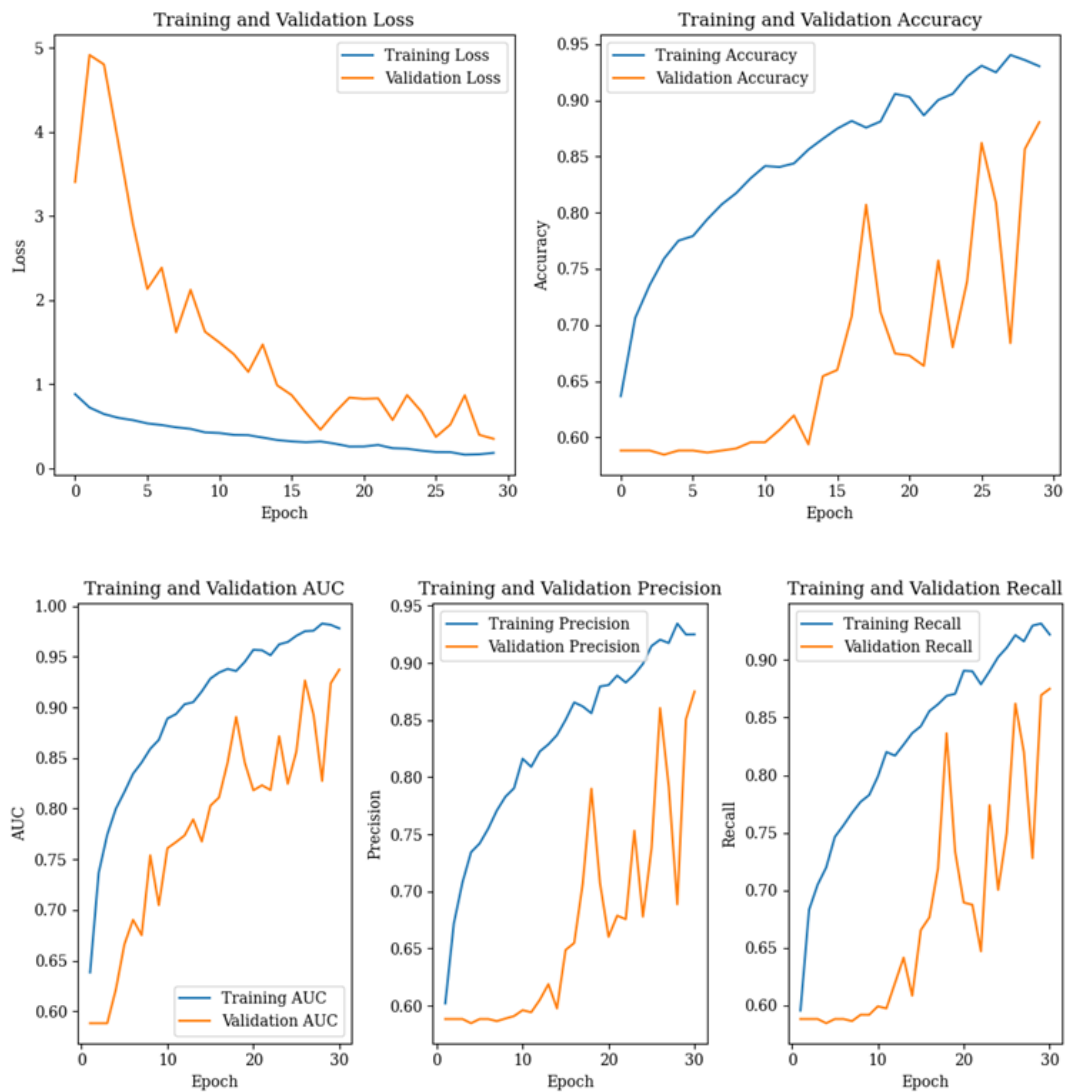 Training and Validation Loss
Training Loss
Validation Loss
5
4
3
2
1
0
Loss
0 5 10 15 20 25 30
Epoch
Training and Validation Accuracy
Training Accuracy
Validation Accuracy
0.95
0.90
0.85
0.80
0.75
0.70
0.65
0.60
Accuracy
0 5 10 15 20 25 30
Epoch
Training and Validation AUC
1.00
0.95
0.90
0.85
0.80
0.75
0.70
0.65
0.60
AUC
Training AUC
Validation AUC
0 10 20 30
Epoch
Training and Validation Precision
Training Precision
Validation Precision
0.95
0.90
0.85
0.80
0.75
0.70
0.65
0.60
Precision
0 10 20 30
Epoch
Training and Validation Recall
Training Recall
Validation Recall
0.90
0.85
0.80
0.75
0.70
0.65
0.60
Recall
0 10 20 30
Epoch